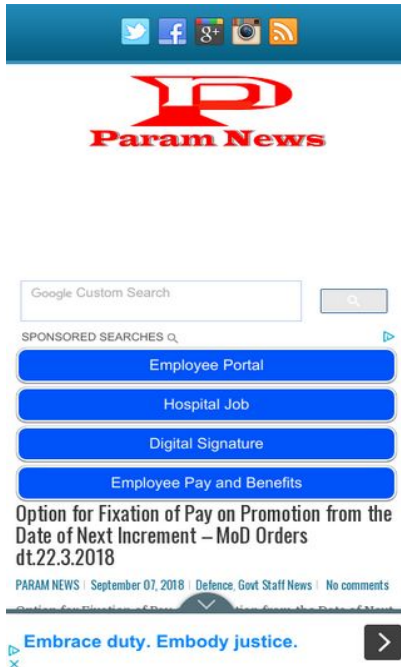 8+
Param News
Google Custom Search
SPONSORED SEARCHES
Employee Portal
Hospital Job
Digital Signature
Employee Pay and Benefits
Option for Fixation of Pay on Promotion from the
Date of Next Increment – MoD Orders
dt.22.3.2018
PARAM NEWS | September 07, 2018 | Defence, Govt Staff News | No comments
Embrace duty. Embody justice.